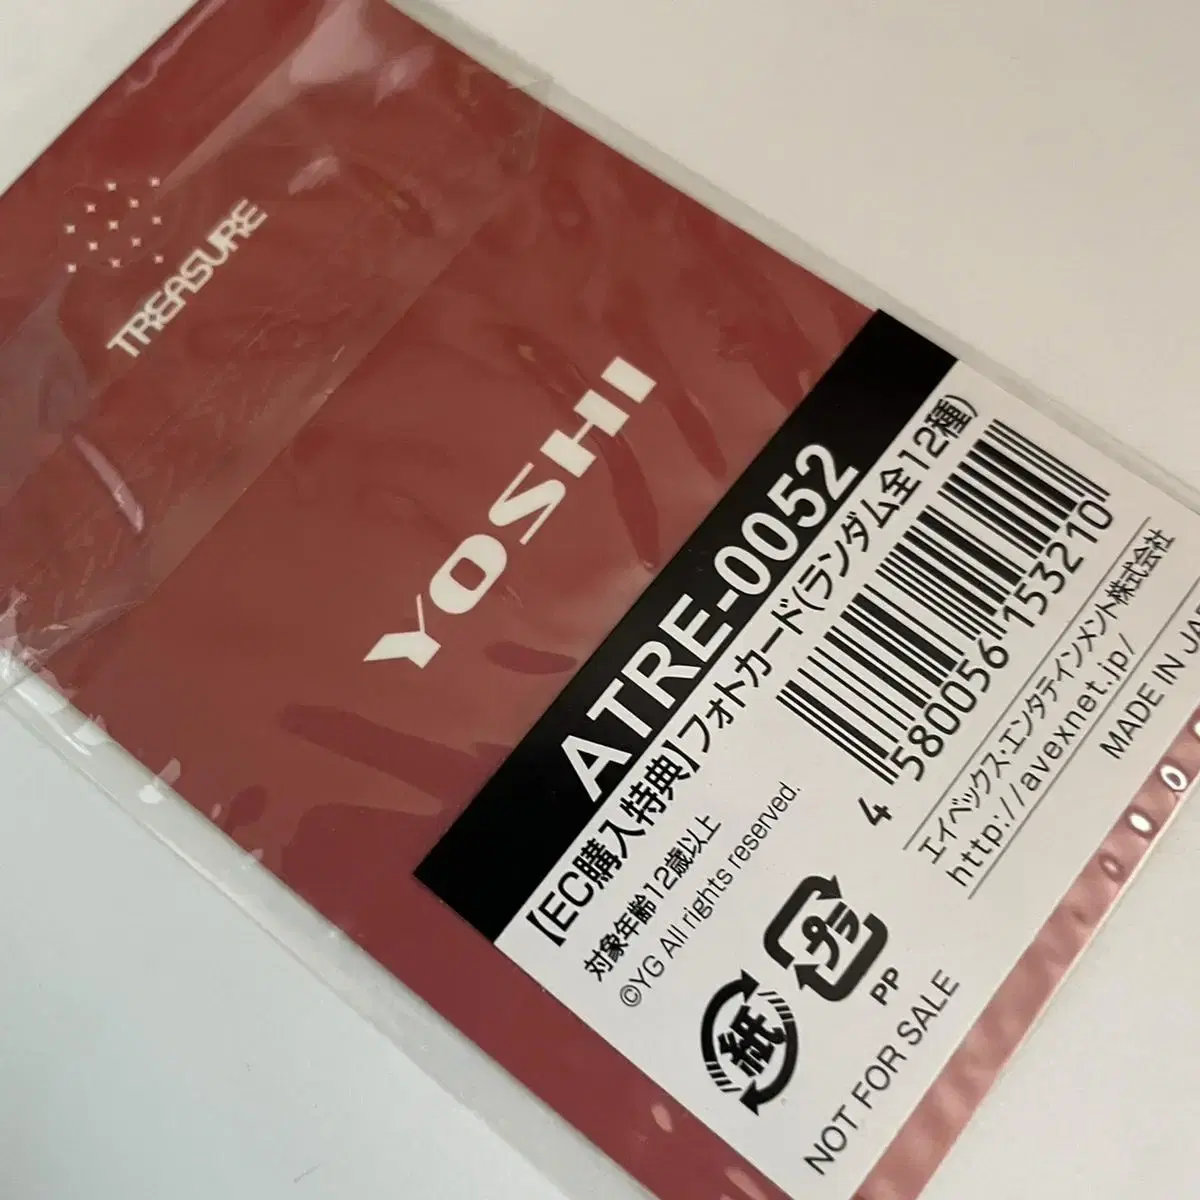 TREASURE
YOSHI
ATRE-0052
【EC購入特典】フォトカード(ランダム全12種)
対象年齢12歳以上
©YG All rights reserved.
4 580056 153210
エイベックス・エンタテインメント株式会社
http://avexnet.jp/
MADE IN
紙
プラ
PP
NOT FOR SALE